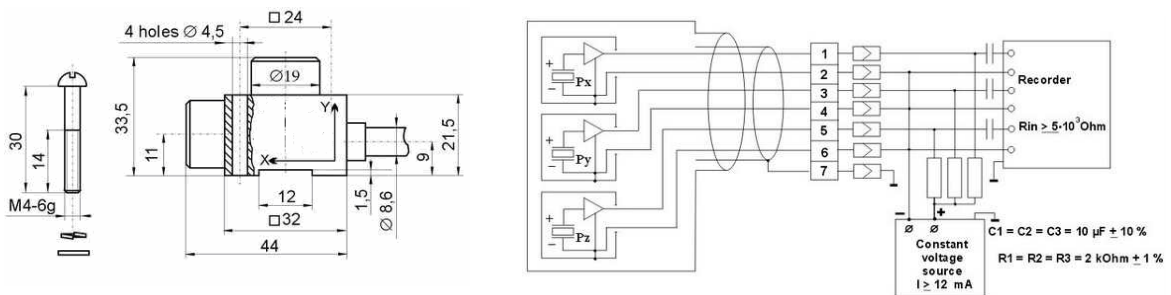 □ 24
4 holes Ø 4,5
Ø19
Y
X
33,5
30
14
11
21,5
9
M4-6g
12
1,5
Ø 8,6
□32
44
+
−
Px
+
−
Py
+
−
Pz
1
2
3
4
5
6
7
Recorder
Rin ≥ 5·10³Ohm
− +
Constant
voltage
source
I ≥ 12 mA
C1 = C2 = C3 = 10 µF ± 10 %
R1 = R2 = R3 = 2 kOhm ± 1 %